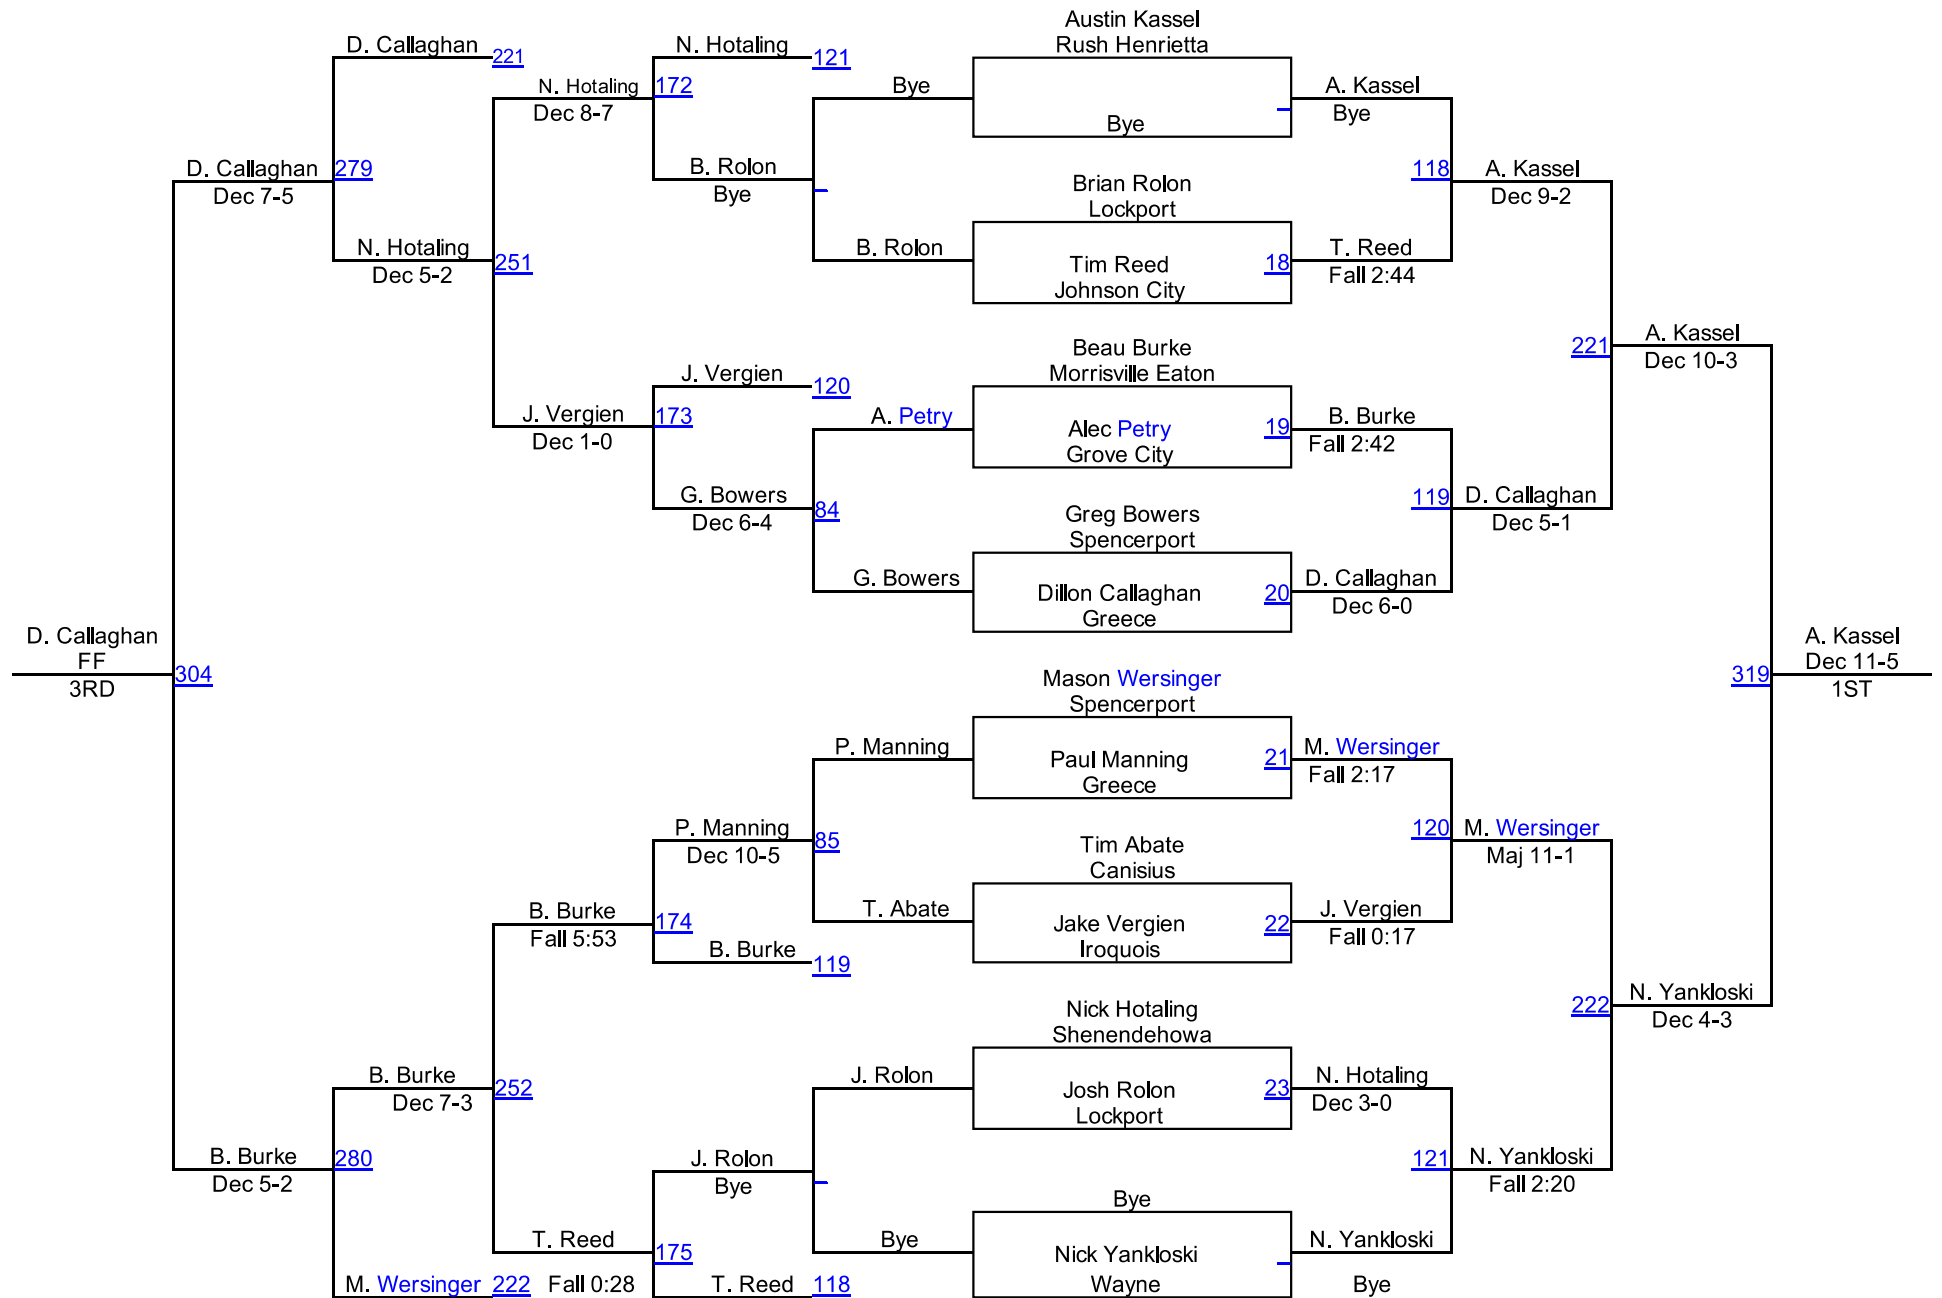 Austin Kassel
D. Callaghan
221
N. Hotaling
121
Rush Henrietta
N. Hotaling
172
Bye
A. Kassel
Dec 8-7
Bye
Bye
D. Callaghan
279
B. Rolon
118
A. Kassel
Dec 7-5
Bye
Brian Rolon
Dec 9-2
Lockport
N. Hotaling
251
B. Rolon
Tim Reed
18
T. Reed
Dec 5-2
Johnson City
Fall 2:44
Beau Burke
221
A. Kassel
J. Vergien
120
Morrisville Eaton
Dec 10-3
J. Vergien
173
A. Petry
Alec Petry
19
B. Burke
Dec 1-0
Grove City
Fall 2:42
G. Bowers
84
119
D. Callaghan
Dec 6-4
Greg Bowers
Dec 5-1
Spencerport
G. Bowers
Dillon Callaghan
20
D. Callaghan
Greece
Dec 6-0
D. Callaghan
A. Kassel
FF
304
Mason Wersinger
319
Dec 11-5
3RD
Spencerport
1ST
P. Manning
Paul Manning
21
M. Wersinger
Greece
Fall 2:17
P. Manning
85
Tim Abate
120
M. Wersinger
Dec 10-5
Canisius
Maj 11-1
B. Burke
174
T. Abate
Jake Vergien
22
J. Vergien
Fall 5:53
B. Burke
119
Iroquois
Fall 0:17
Nick Hotaling
222
N. Yankloski
Shenendehowa
Dec 4-3
B. Burke
252
J. Rolon
Josh Rolon
23
N. Hotaling
Dec 7-3
Lockport
Dec 3-0
B. Burke
280
J. Rolon
121
N. Yankloski
Dec 5-2
Bye
Bye
Fall 2:20
T. Reed
175
Bye
Nick Yankloski
N. Yankloski
M. Wersinger
222
Fall 0:28
T. Reed
118
Wayne
Bye